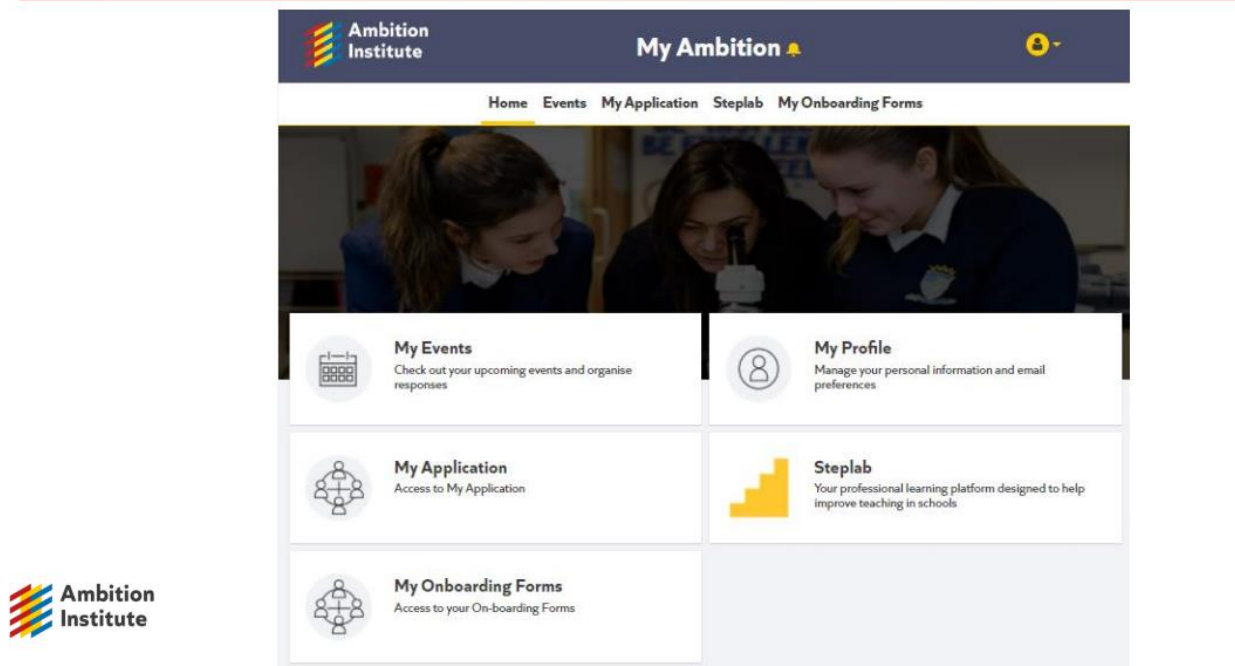 Ambition
Institute
My Ambition
Home Events My Application Steplab My Onboarding Forms
My Events
Check out your upcoming events and organise
responses
My Profile
Manage your personal information and email
preferences
My Application
Access to My Application
Steplab
Your professional learning platform designed to help
improve teaching in schools
My Onboarding Forms
Access to your On-boarding Forms
Ambition
Institute